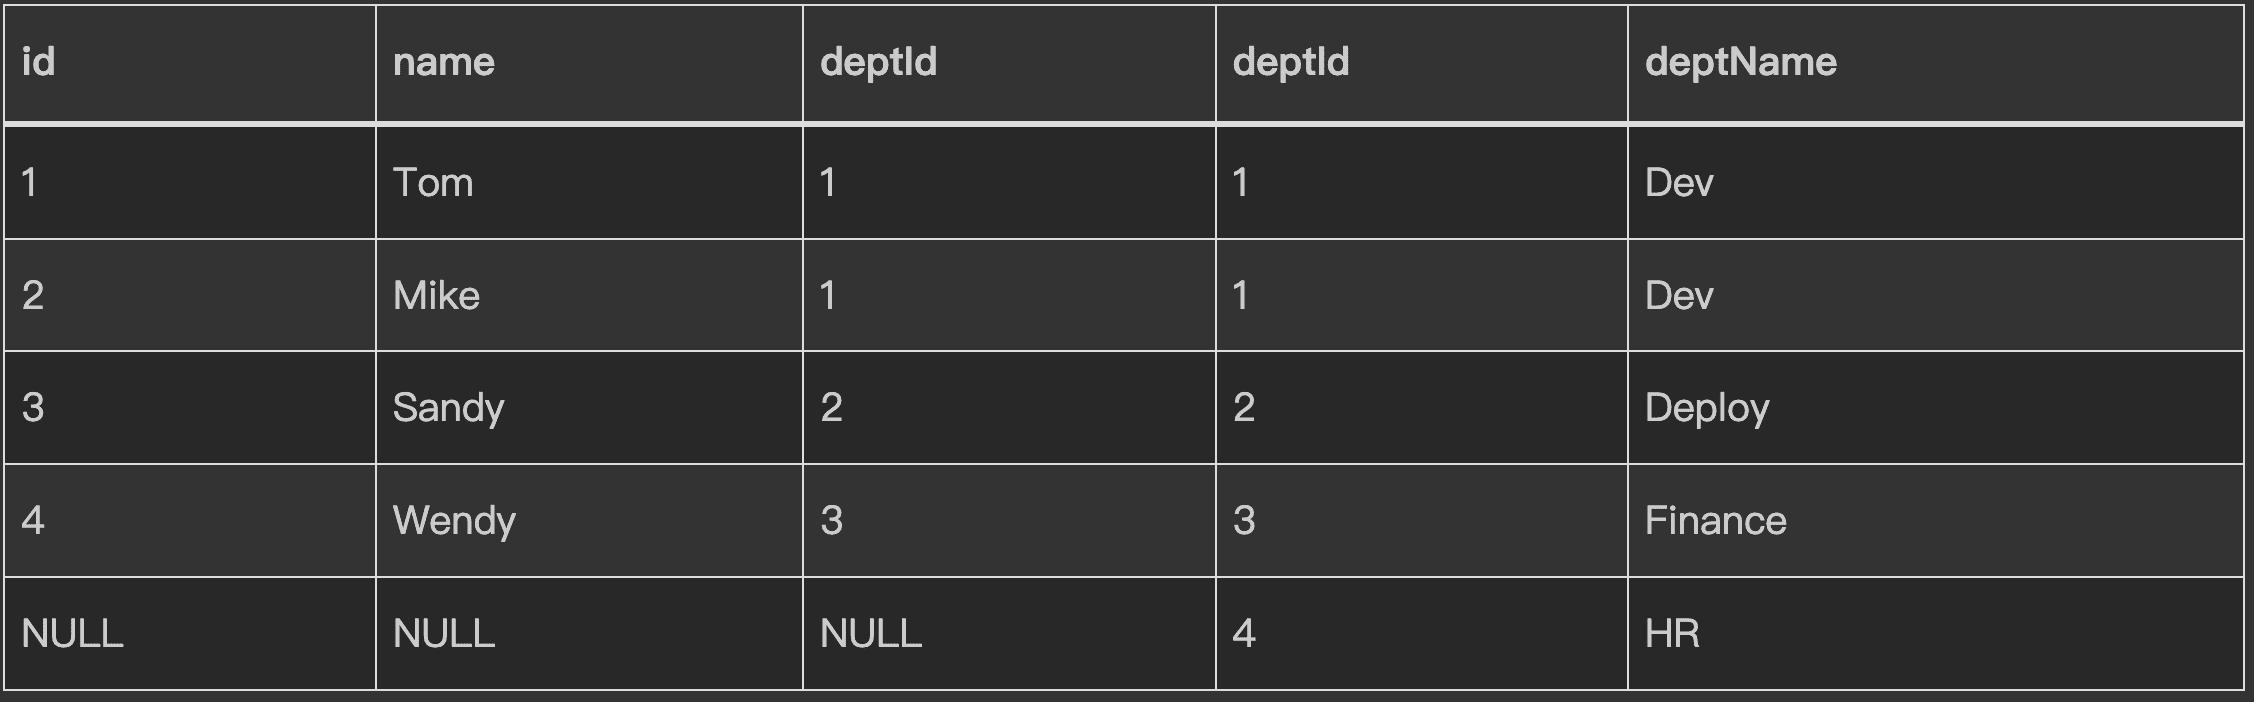 id name deptId deptId deptName
1 Tom 1 1 Dev
2 Mike 1 1 Dev
3 Sandy 2 2 Deploy
4 Wendy 3 3 Finance
NULL NULL NULL 4 HR